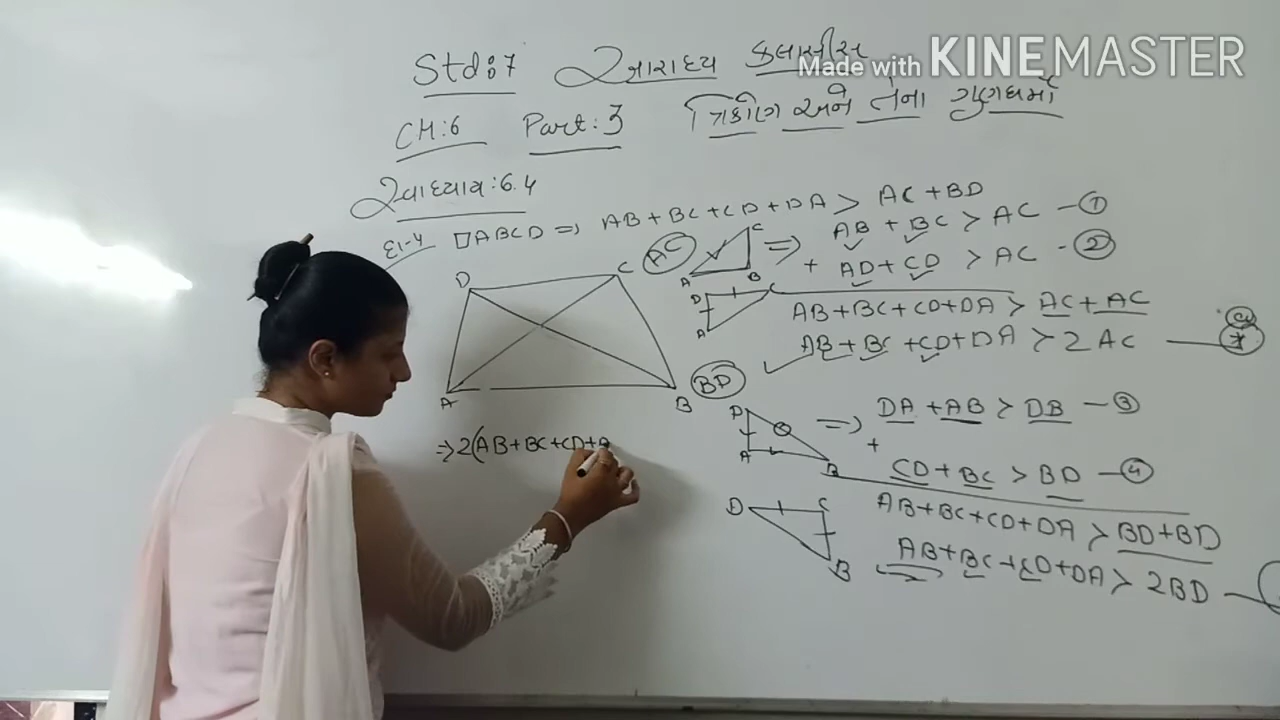 Made with KINEMASTER
Std:7 આરાધ્ય ક્લાસીસ
CH:6 Part:3 ત્રિકોણ અને તેના ગુણધર્મો
સ્વાધ્યાય:6.4
દા-4 □ABCD ⇒ AB+BC+CD+DA > AC+BD
D C
A B
⇒ 2(AB+BC+CD+
AC
C
A B
⇒ AB + BC > AC - ①
D C
A
+ AD + CD > AC - ②
AB+BC+CD+DA > AC+AC
AB+BC+CD+DA > 2AC
BD
D
A B
⇒ DA + AB > DB - ③
+
CD + BC > BD - ④
D C
B
AB+BC+CD+DA > BD+BD
AB+BC+CD+DA > 2BD